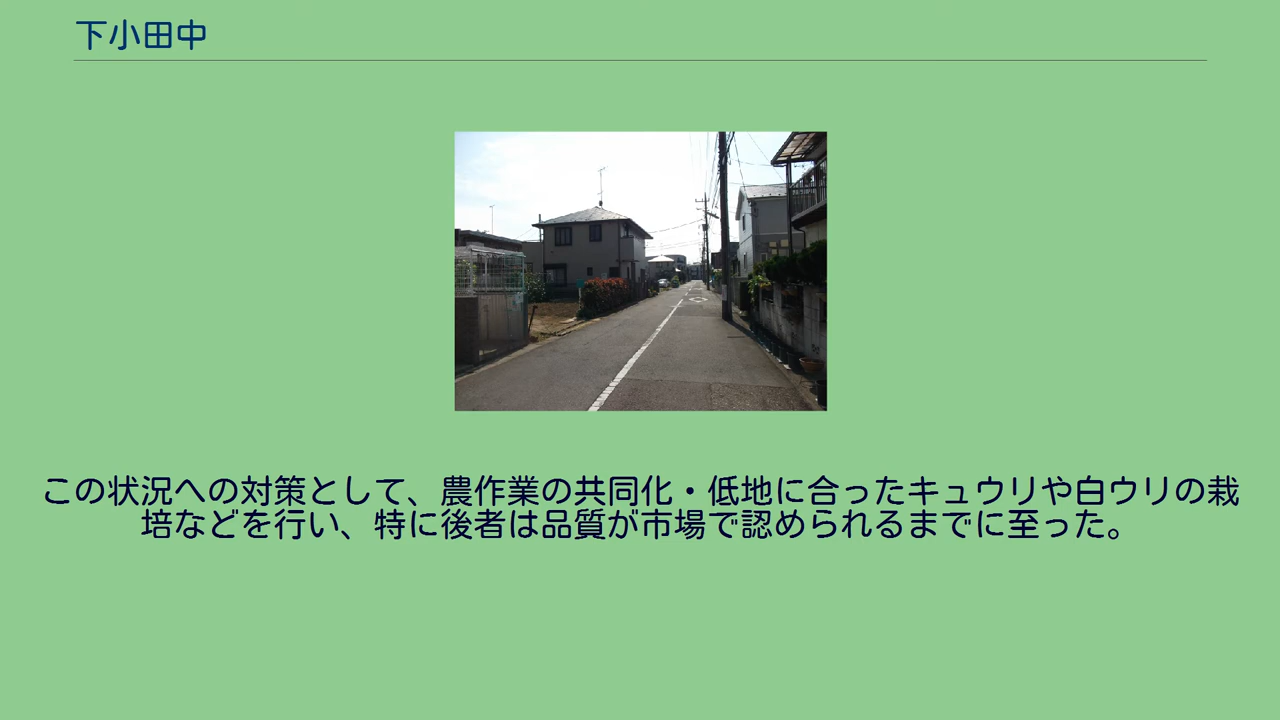 下小田中
この状況への対策として、農作業の共同化・低地に合ったキュウリや白ウリの栽
培などを行い、特に後者は品質が市場で認められるまでに至った。